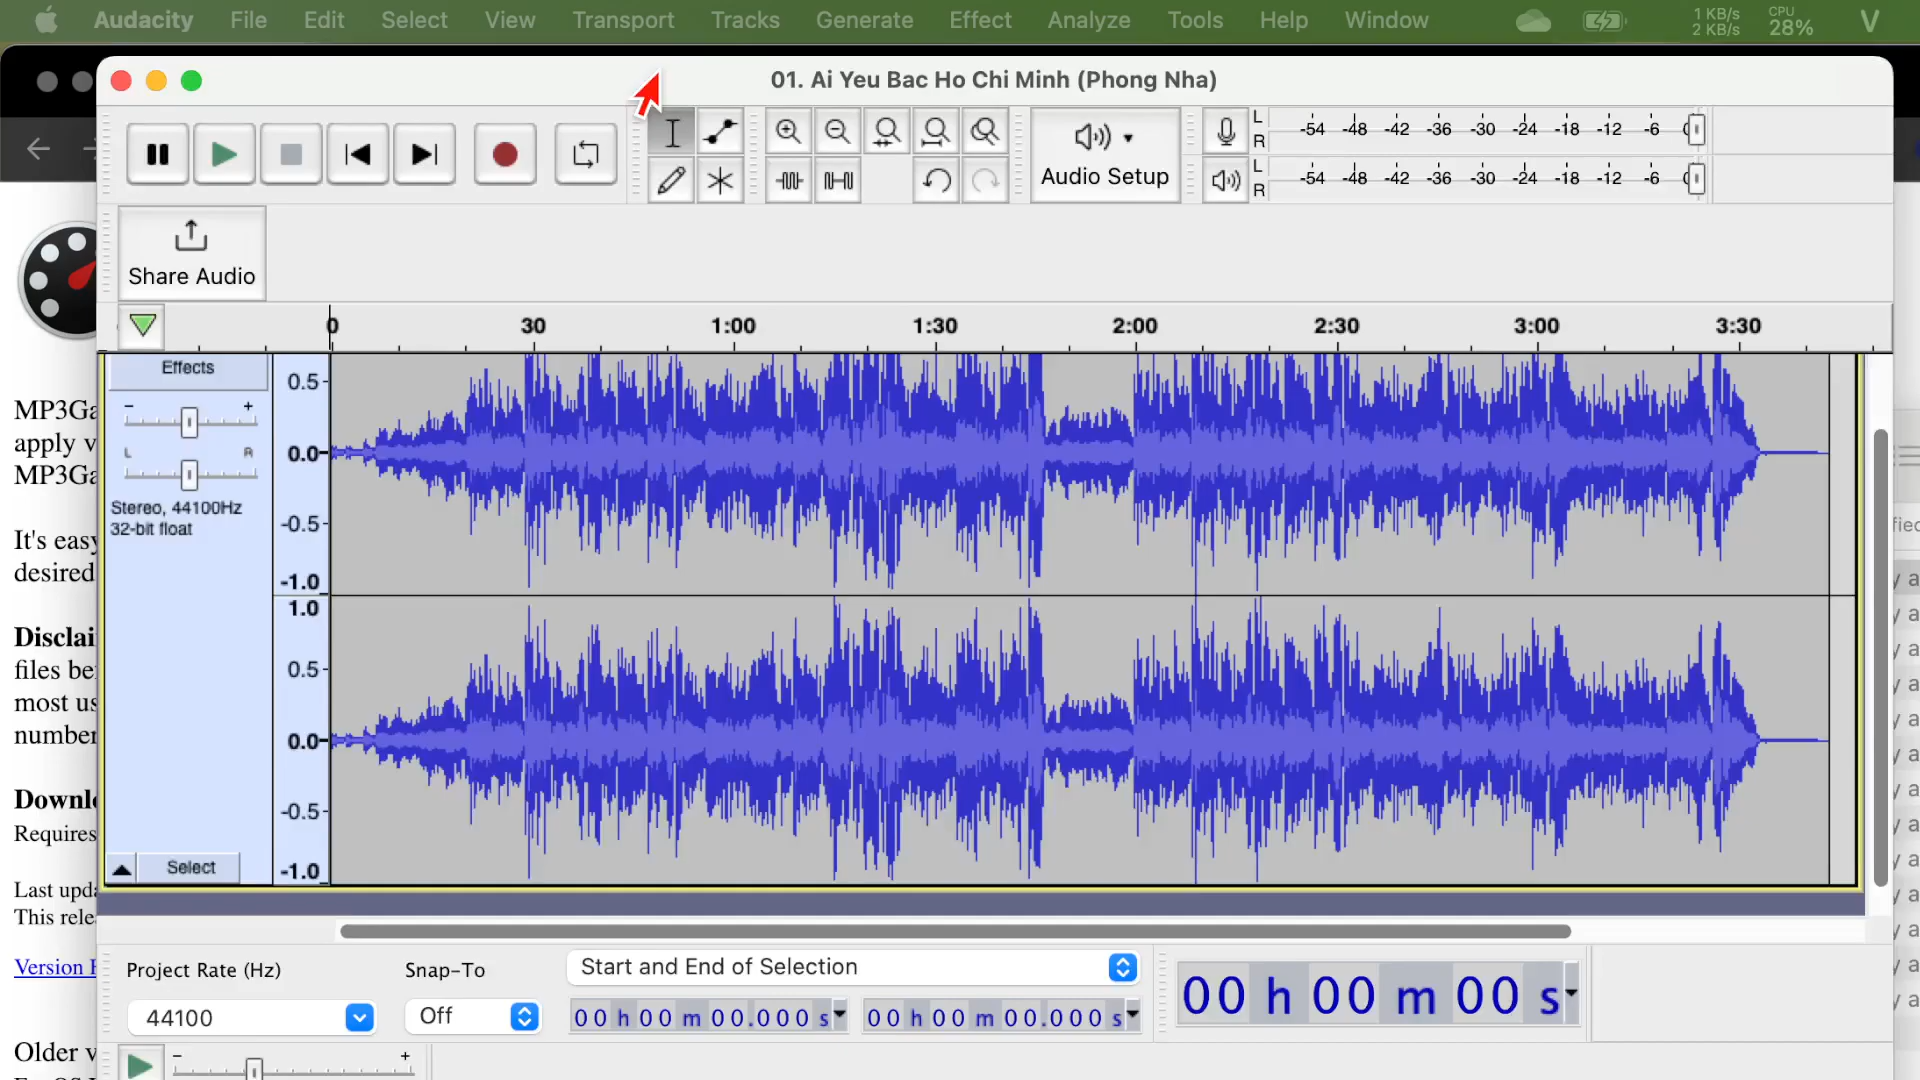 Audacity File Edit Select View Transport Tracks Generate Effect Analyze Tools Help Window 1 KB/s 2 KB/s CPU 28% V
01. Ai Yeu Bac Ho Chi Minh (Phong Nha)
L R -54 -48 -42 -36 -30 -24 -18 -12 -6
Audio Setup
L R -54 -48 -42 -36 -30 -24 -18 -12 -6
Share Audio
0 30 1:00 1:30 2:00 2:30 3:00 3:30
Effects
- +
L R
Stereo, 44100Hz
32-bit float
0.5
0.0
-0.5
-1.0
1.0
0.5
0.0
-0.5
-1.0
Select
MP3Ga
apply v
MP3Ga
It's easy
desired
Disclai
files be
most us
number
Downlo
Requires
Last upda
This rele
Version
Older v
Project Rate (Hz) Snap-To Start and End of Selection
44100 Off 00 h 00 m 00.000 s 00 h 00 m 00.000 s
00 h 00 m 00 s
- +